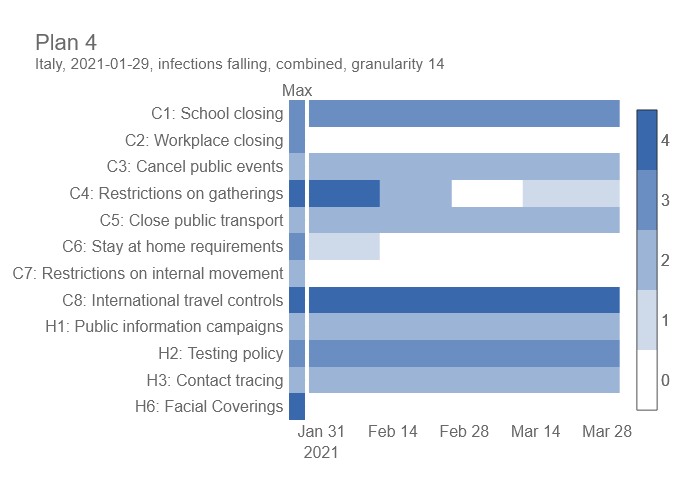 Plan 4
Italy, 2021-01-29, infections falling, combined, granularity 14
Max
C1: School closing
C2: Workplace closing
C3: Cancel public events
C4: Restrictions on gatherings
C5: Close public transport
C6: Stay at home requirements
C7: Restrictions on internal movement
C8: International travel controls
H1: Public information campaigns
H2: Testing policy
H3: Contact tracing
H6: Facial Coverings
Jan 31 Feb 14 Feb 28 Mar 14 Mar 28
2021
4
3
2
1
0